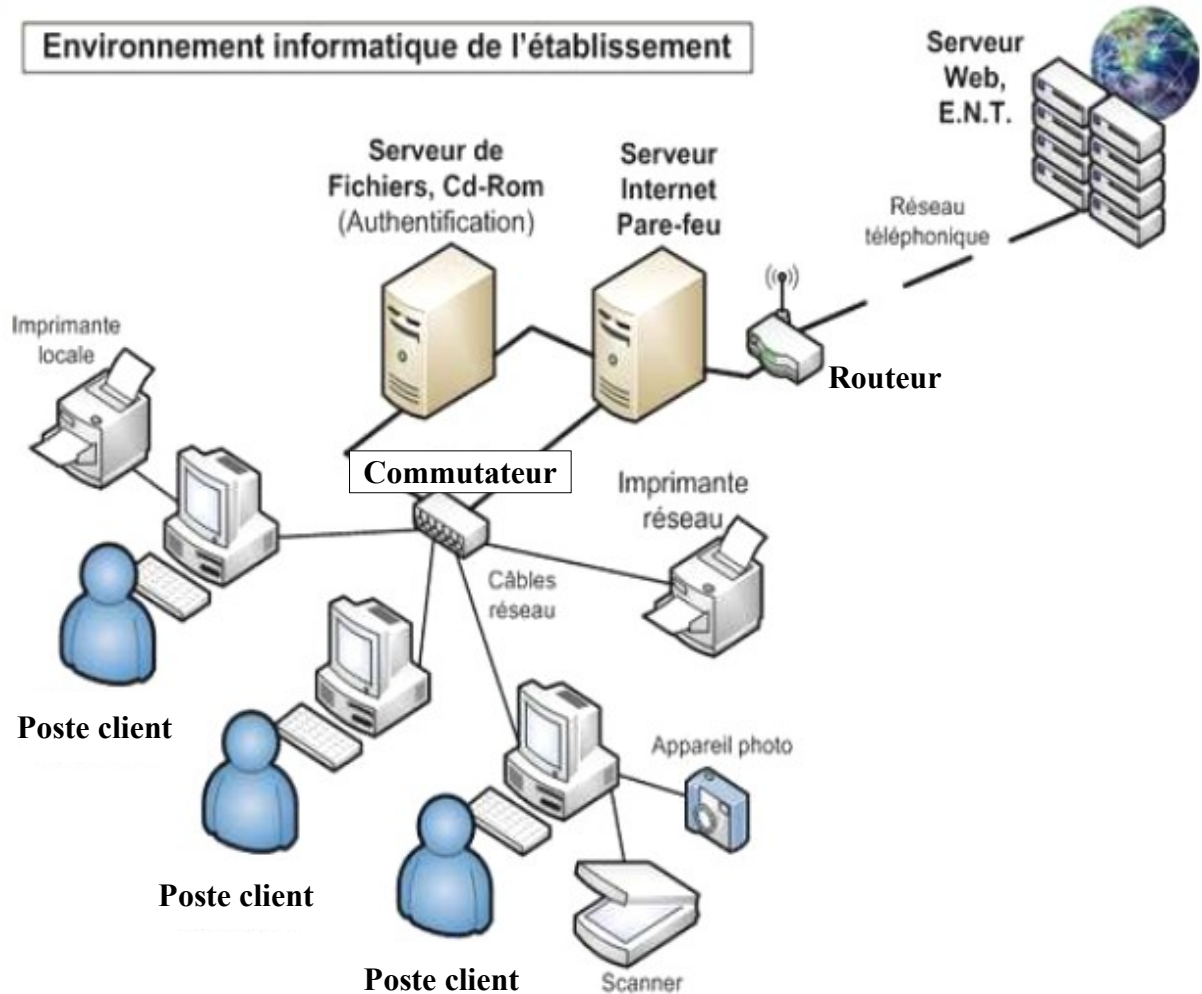 Environnement informatique de l'établissement
Serveur
Web,
E.N.T.
Serveur de
Fichiers, Cd-Rom
(Authentification)
Serveur
Internet
Pare-feu
Réseau
téléphonique
Imprimante
locale
Routeur
Commutateur
Imprimante
réseau
Câbles
réseau
Poste client
Appareil photo
Poste client
Poste client
Scanner